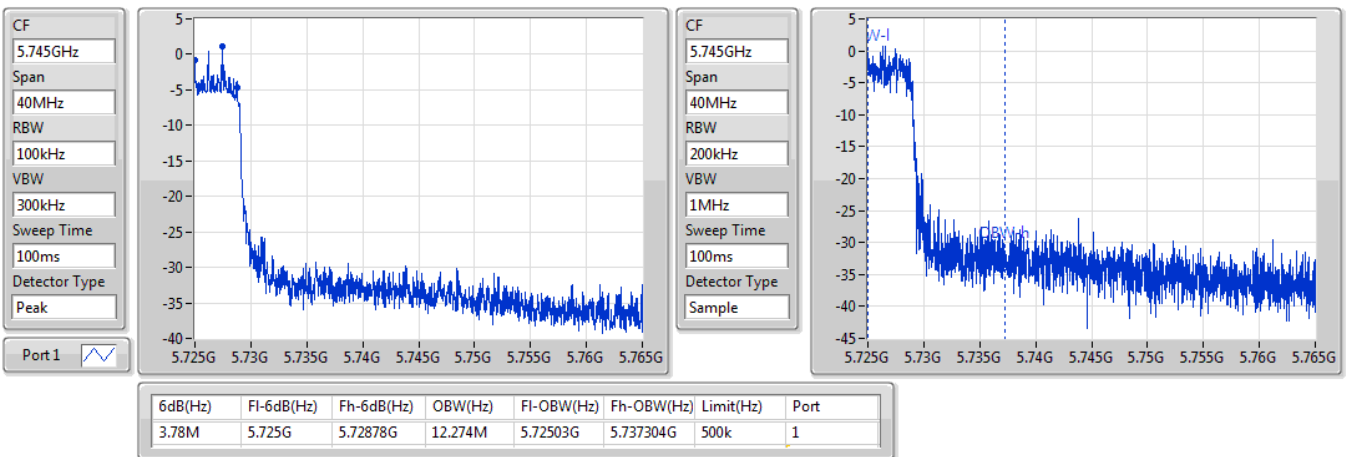 CF
5.745GHz
Span
40MHz
RBW
100kHz
VBW
300kHz
Sweep Time
100ms
Detector Type
Peak
Port 1
5
0
-5
-10
-15
-20
-25
-30
-35
-40
5.725G 5.73G 5.735G 5.74G 5.745G 5.75G 5.755G 5.76G 5.765G
CF
5.745GHz
Span
40MHz
RBW
200kHz
VBW
1MHz
Sweep Time
100ms
Detector Type
Sample
5
W-l
0
-5
-10
-15
-20
-25
OBW-h
-30
-35
-40
-45
5.725G 5.73G 5.735G 5.74G 5.745G 5.75G 5.755G 5.76G 5.765G
6dB(Hz) Fl-6dB(Hz) Fh-6dB(Hz) OBW(Hz) Fl-OBW(Hz) Fh-OBW(Hz) Limit(Hz) Port
3.78M 5.725G 5.72878G 12.274M 5.72503G 5.737304G 500k 1